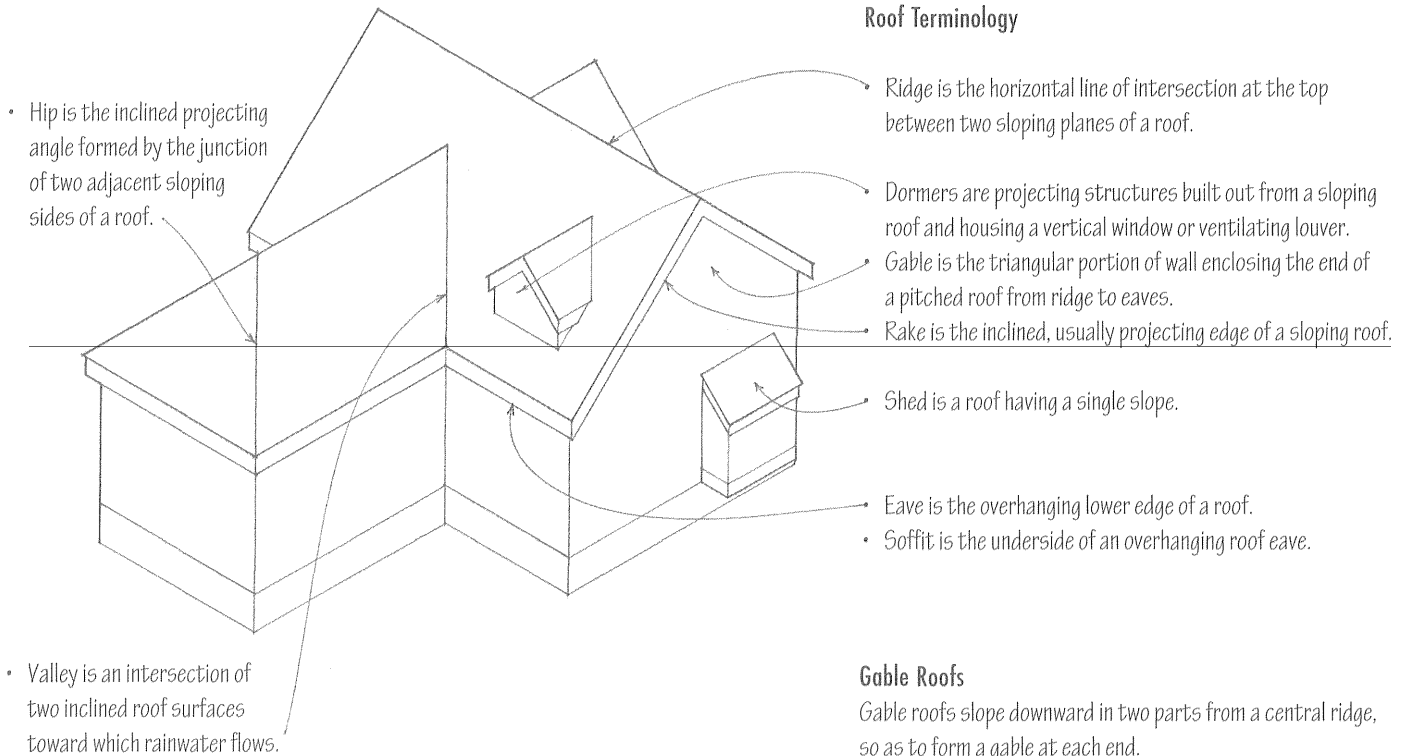 Roof Terminology
• Hip is the inclined projecting
angle formed by the junction
of two adjacent sloping
sides of a roof.
• Ridge is the horizontal line of intersection at the top
between two sloping planes of a roof.
• Dormers are projecting structures built out from a sloping
roof and housing a vertical window or ventilating louver.
• Gable is the triangular portion of wall enclosing the end of
a pitched roof from ridge to eaves.
• Rake is the inclined, usually projecting edge of a sloping roof.
• Shed is a roof having a single slope.
• Eave is the overhanging lower edge of a roof.
• Soffit is the underside of an overhanging roof eave.
• Valley is an intersection of
two inclined roof surfaces
toward which rainwater flows.
Gable Roofs
Gable roofs slope downward in two parts from a central ridge,
so as to form a gable at each end.